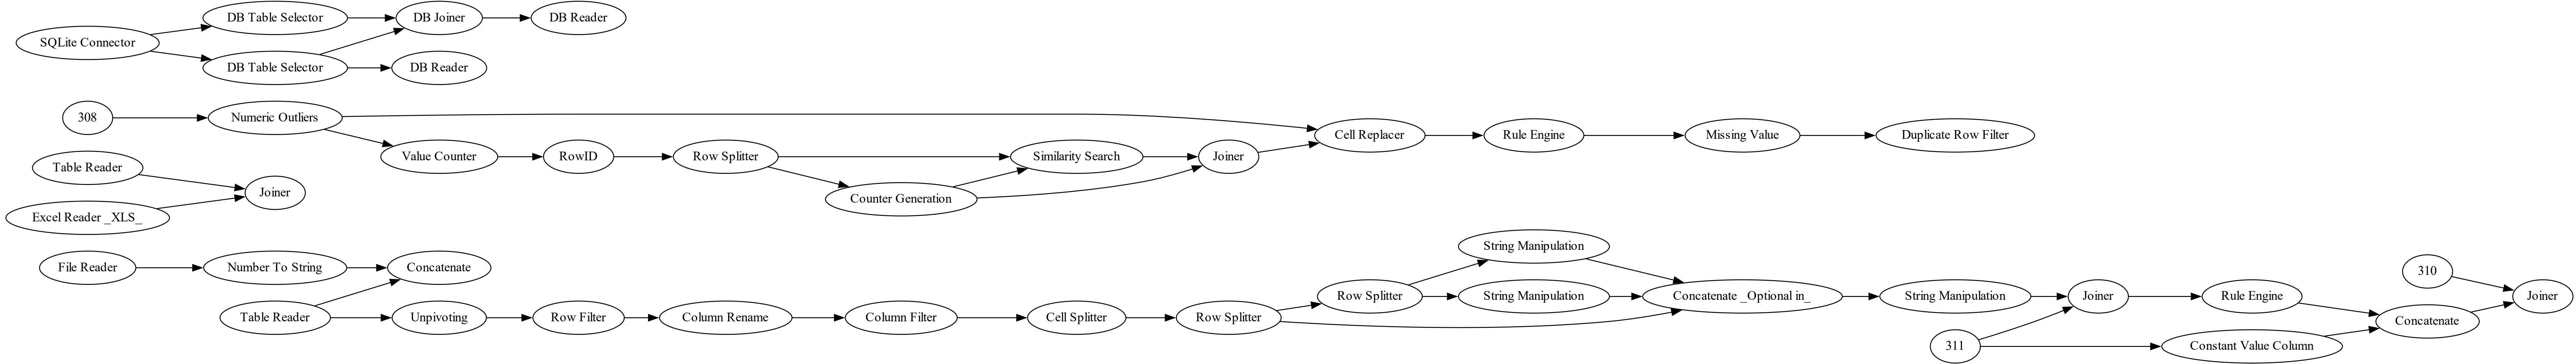 SQLite Connector
DB Table Selector
DB Joiner
DB Reader
DB Table Selector
DB Reader
308
Numeric Outliers
Value Counter
RowID
Row Splitter
Similarity Search
Counter Generation
Joiner
Cell Replacer
Rule Engine
Missing Value
Duplicate Row Filter
Table Reader
Excel Reader _XLS_
Joiner
File Reader
Number To String
Concatenate
Table Reader
Unpivoting
Row Filter
Column Rename
Column Filter
Cell Splitter
Row Splitter
Row Splitter
String Manipulation
String Manipulation
Concatenate _Optional in_
String Manipulation
Joiner
311
Rule Engine
Constant Value Column
310
Concatenate
Joiner